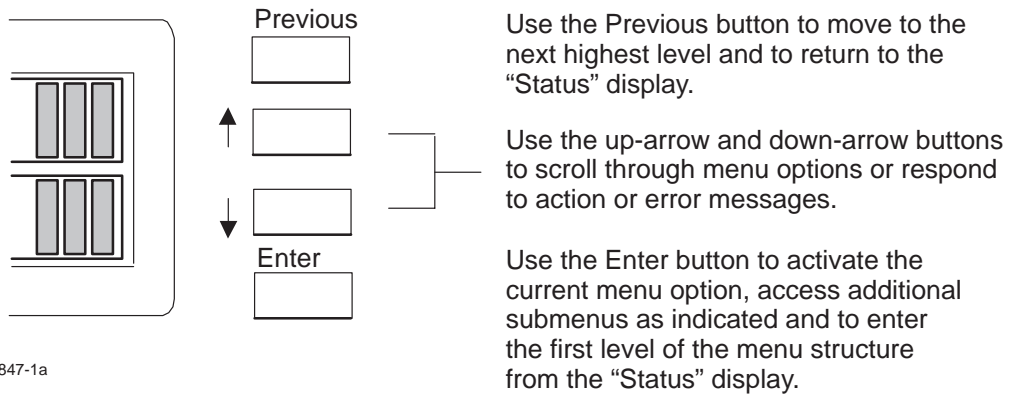 Previous
Use the Previous button to move to the
next highest level and to return to the
“Status” display.
Use the up-arrow and down-arrow buttons
to scroll through menu options or respond
to action or error messages.
Enter
Use the Enter button to activate the
current menu option, access additional
submenus as indicated and to enter
the first level of the menu structure
from the “Status” display.
847-1a